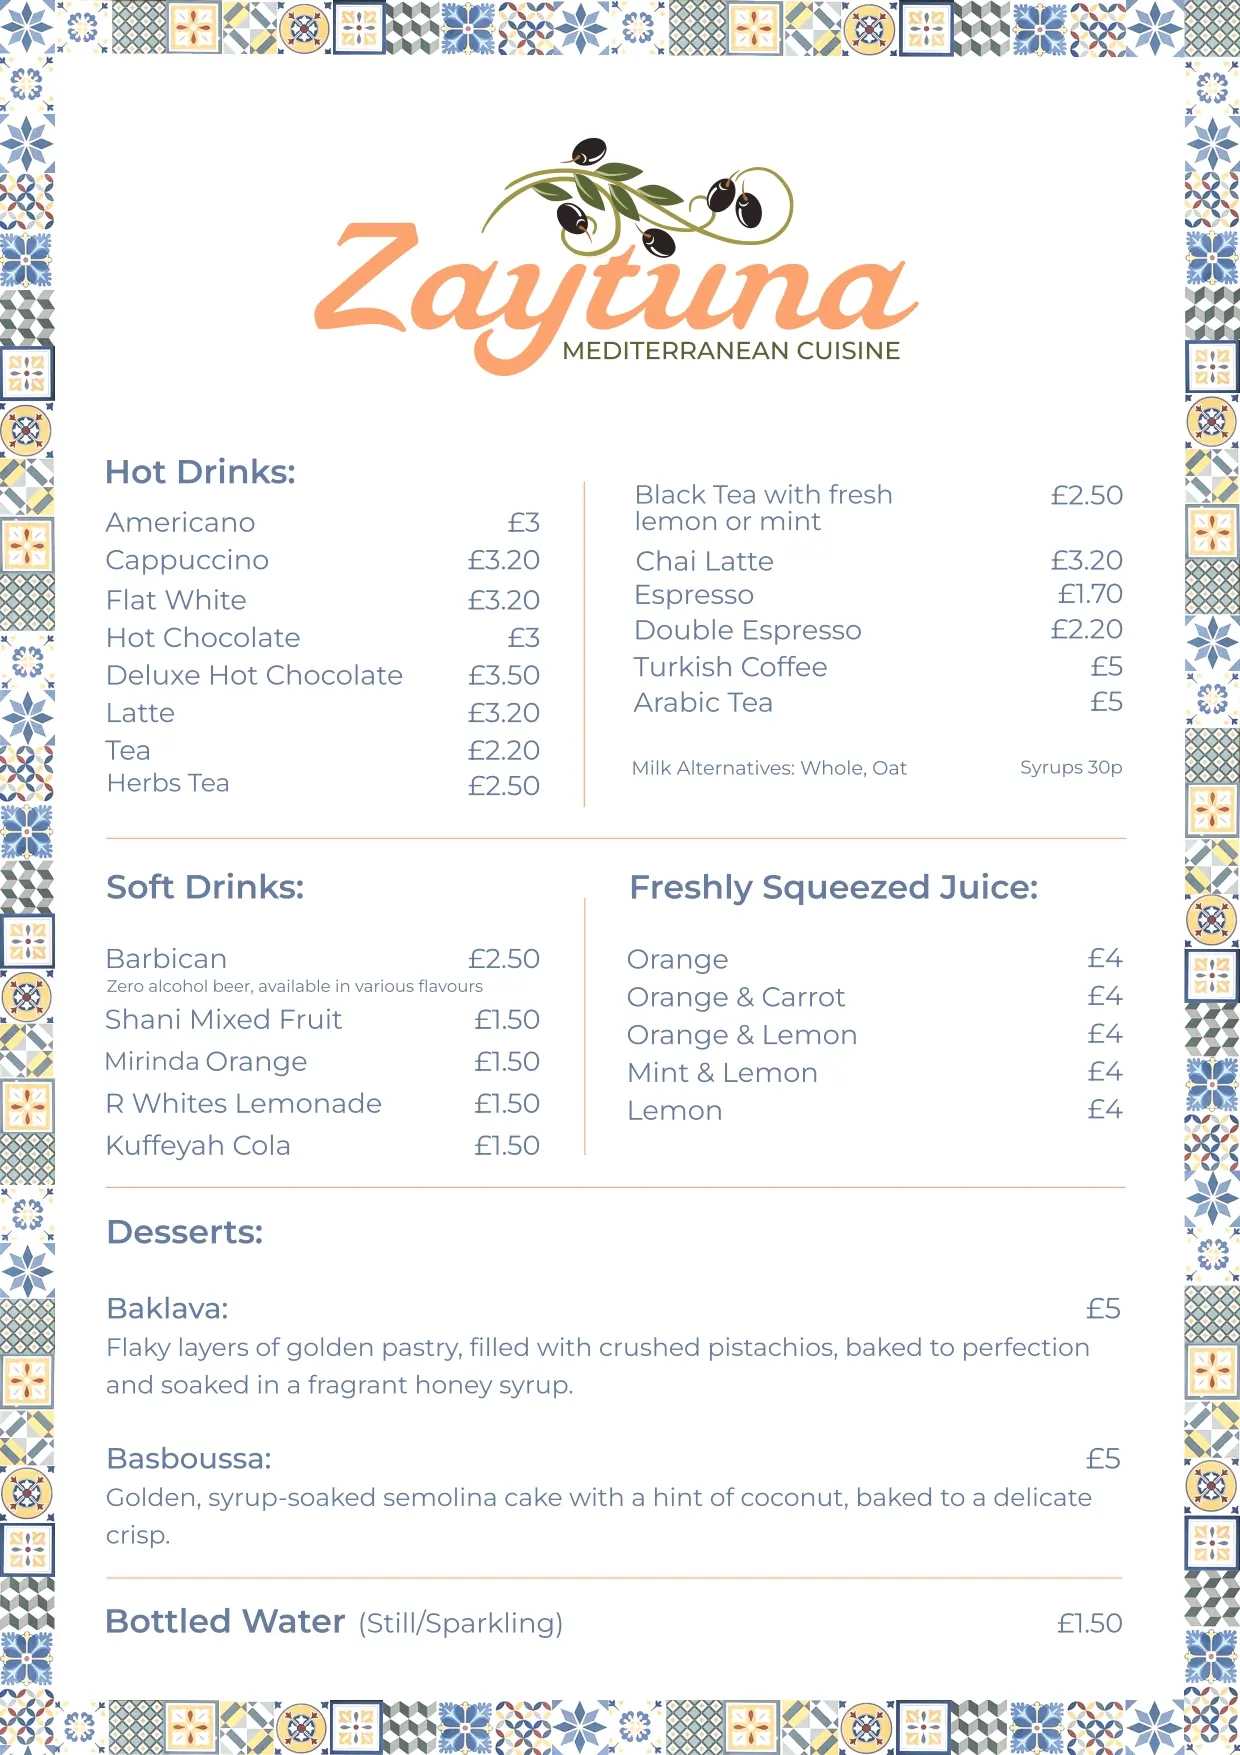 Zaytuna
MEDITERRANEAN CUISINE
Hot Drinks:
Americano £3
Cappuccino £3.20
Flat White £3.20
Hot Chocolate £3
Deluxe Hot Chocolate £3.50
Latte £3.20
Tea £2.20
Herbs Tea £2.50
Black Tea with fresh £2.50
lemon or mint
Chai Latte £3.20
Espresso £1.70
Double Espresso £2.20
Turkish Coffee £5
Arabic Tea £5
Milk Alternatives: Whole, Oat Syrups 30p
Soft Drinks:
Barbican £2.50
Zero alcohol beer, available in various flavours
Shani Mixed Fruit £1.50
Mirinda Orange £1.50
R Whites Lemonade £1.50
Kuffeyah Cola £1.50
Freshly Squeezed Juice:
Orange £4
Orange & Carrot £4
Orange & Lemon £4
Mint & Lemon £4
Lemon £4
Desserts:
Baklava: £5
Flaky layers of golden pastry, filled with crushed pistachios, baked to perfection
and soaked in a fragrant honey syrup.
Basboussa: £5
Golden, syrup-soaked semolina cake with a hint of coconut, baked to a delicate
crisp.
Bottled Water (Still/Sparkling) £1.50